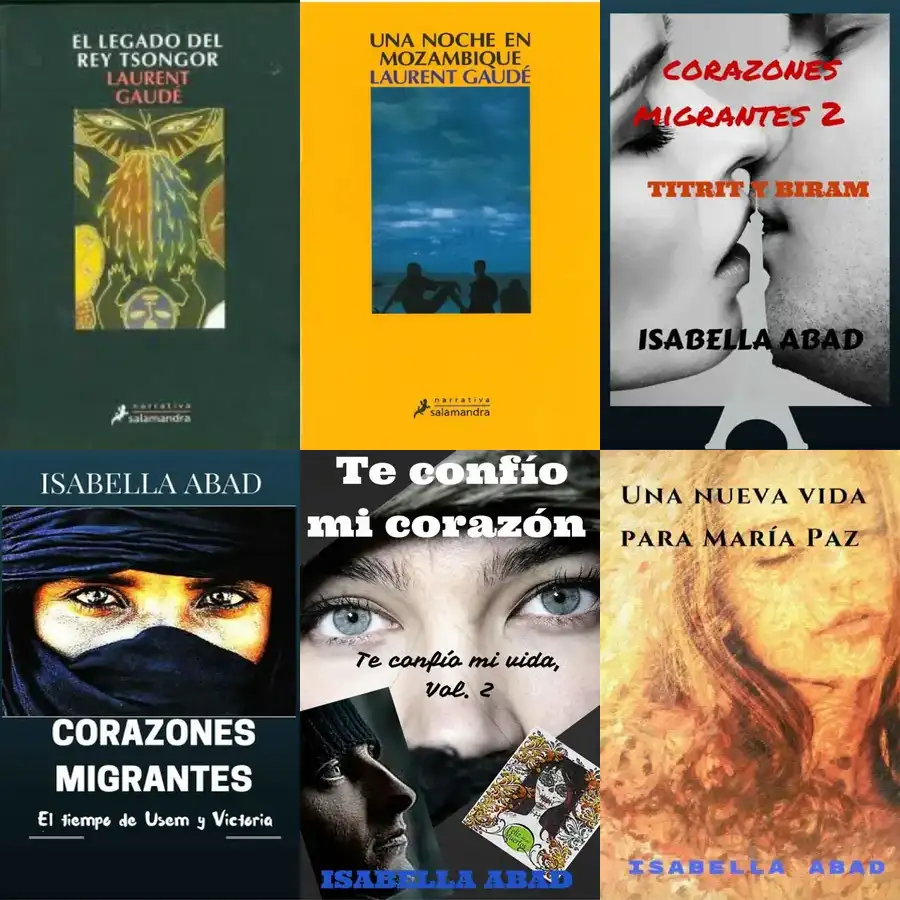 EL LEGADO DEL
REY TSONGOR
LAURENT
GAUDÉ
narrativa
salamandra
UNA NOCHE EN
MOZAMBIQUE
LAURENT GAUDÉ
narrativa
salamandra
CORAZONES
MIGRANTES 2
TITRIT Y BIRAM
ISABELLA ABAD
ISABELLA ABAD
CORAZONES
MIGRANTES
El tiempo de Usem y Victoria
Te confío
mi corazón
Te confío mi vida,
Vol. 2
ISABELLA ABAD
UNA NUEVA VIDA
PARA MARÍA PAZ
ISABELLA ABAD